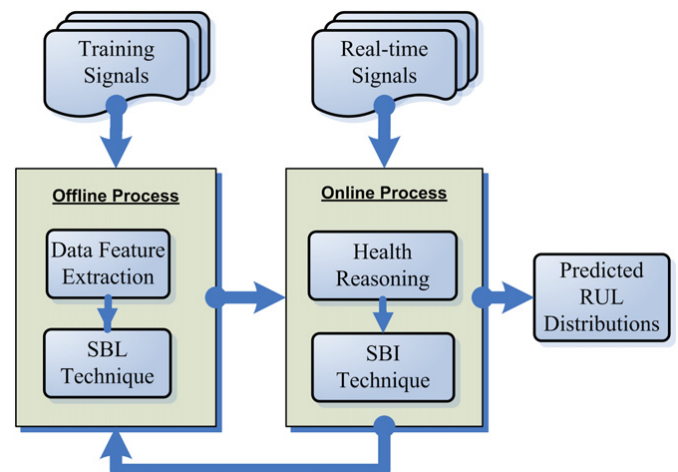 Training
Signals
Real-time
Signals
Offline Process
Data Feature
Extraction
SBL
Technique
Online Process
Health
Reasoning
SBI
Technique
Predicted
RUL
Distributions